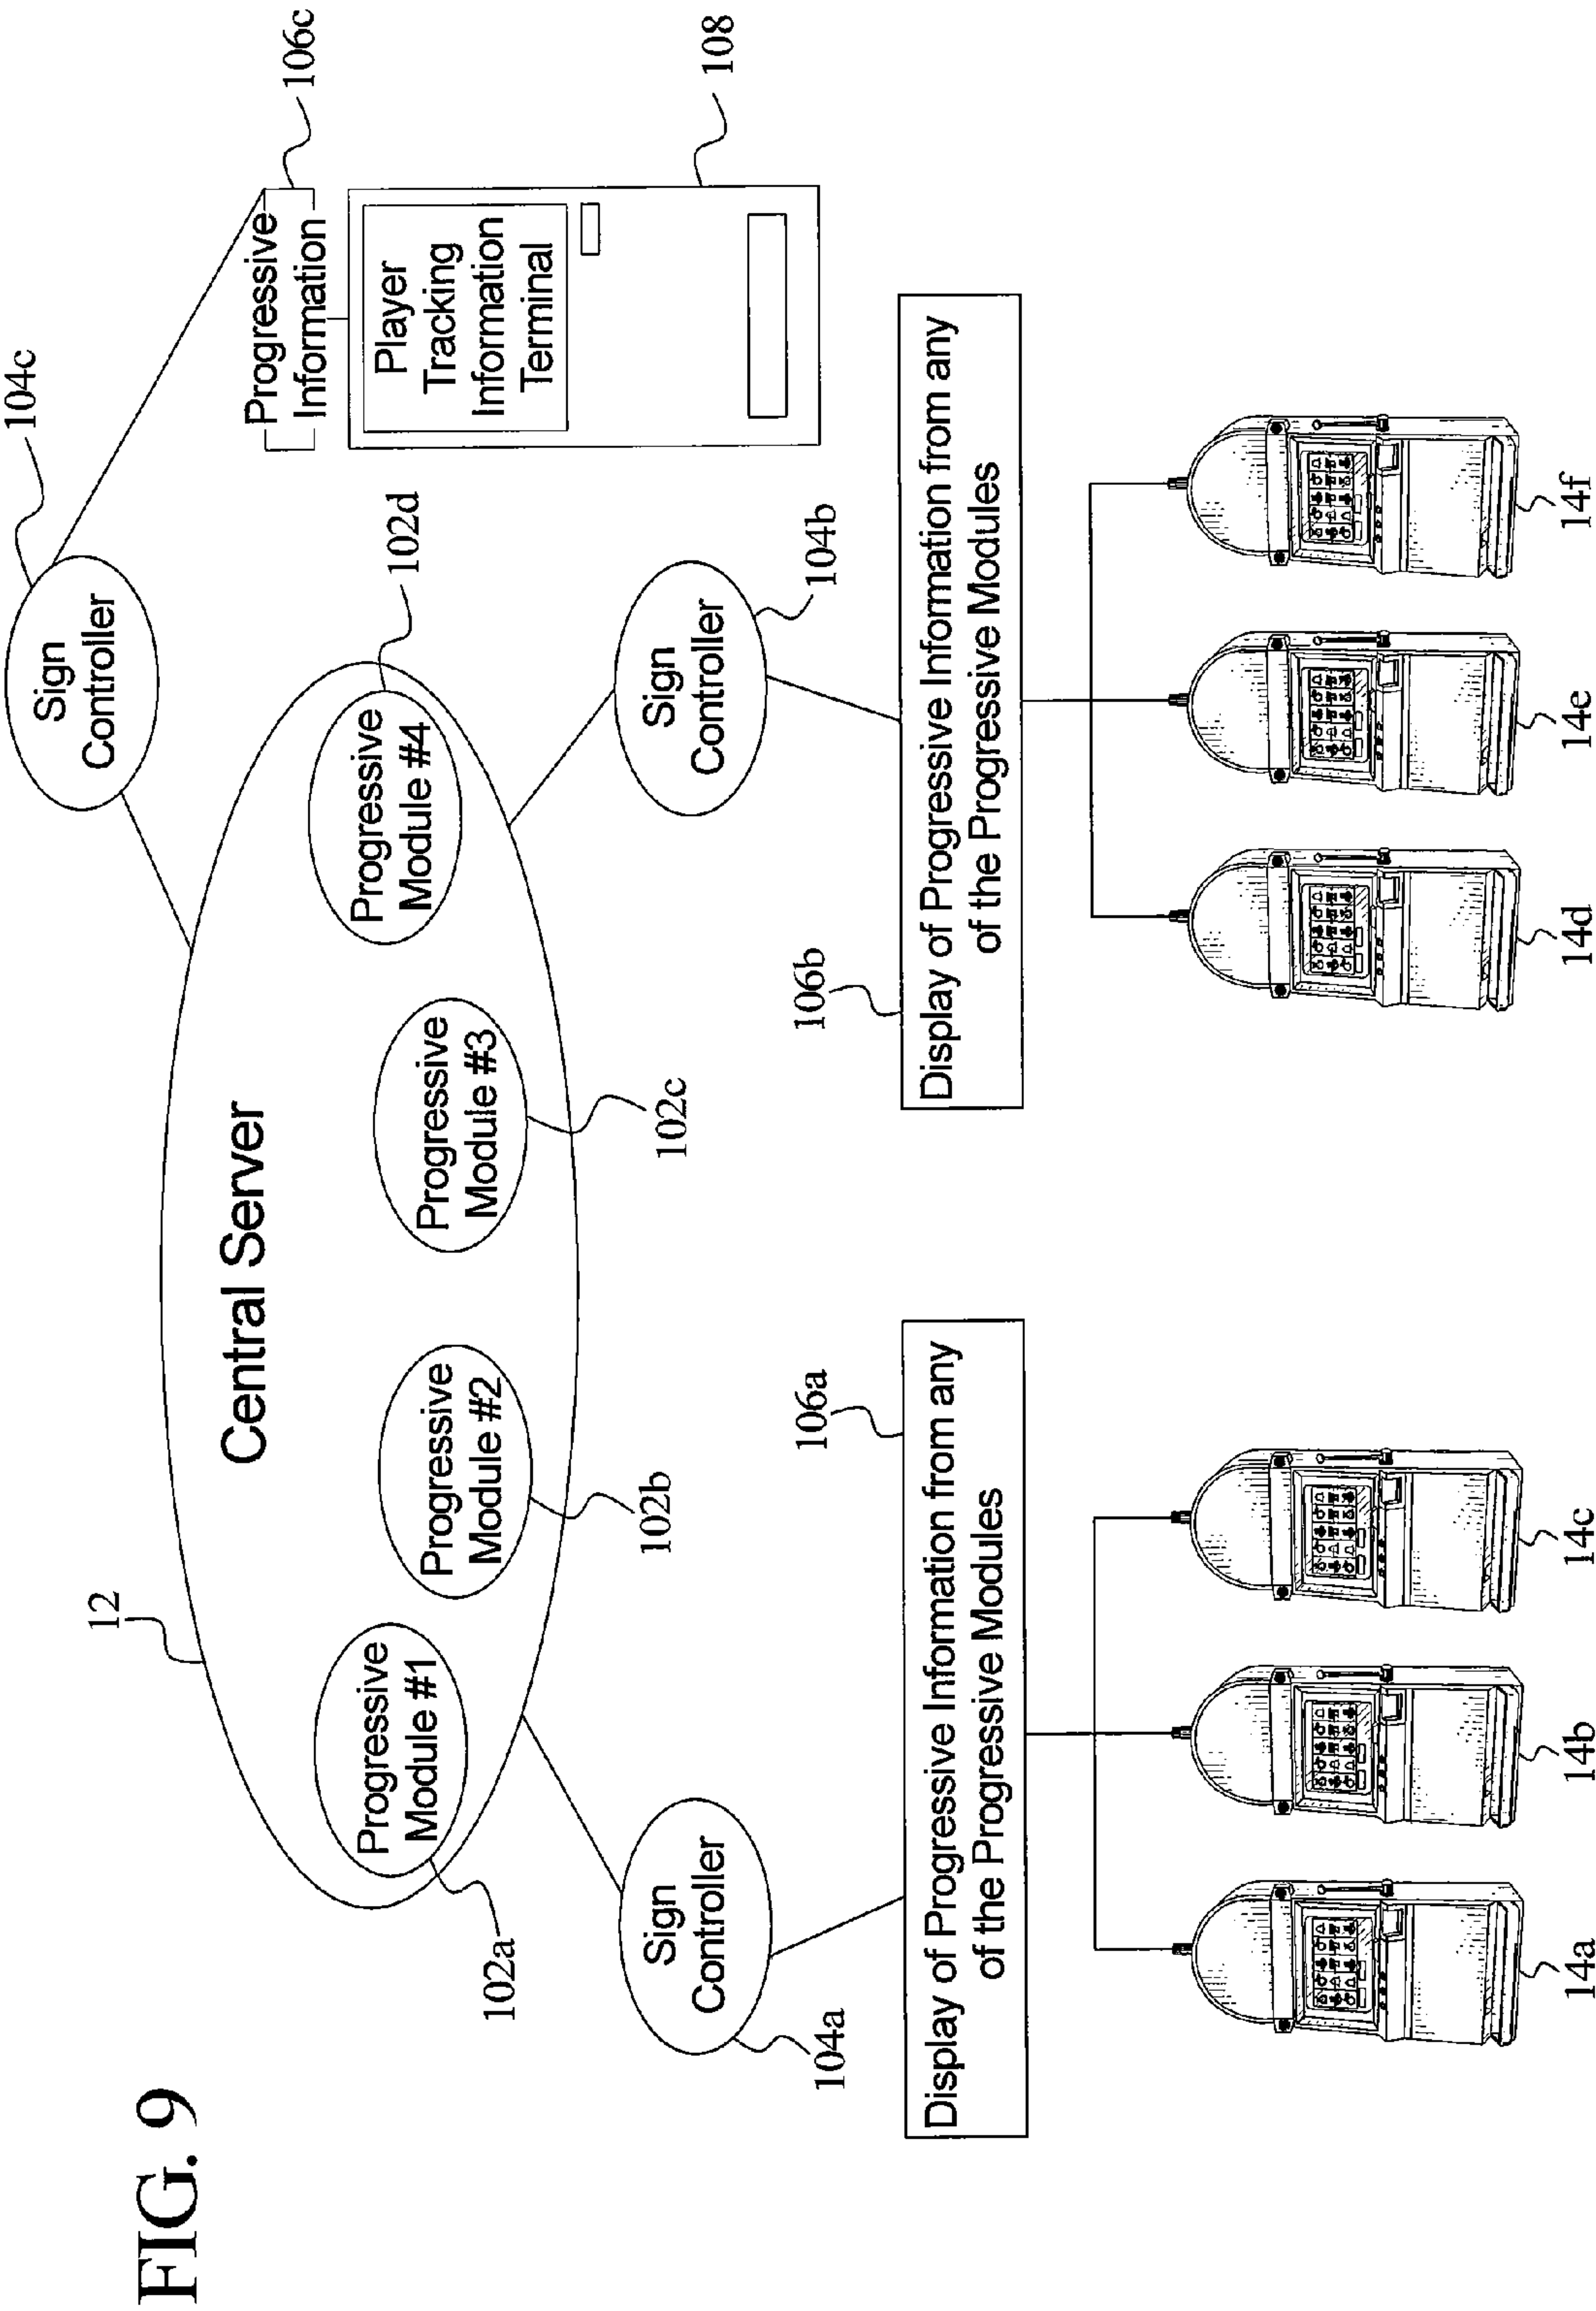 FIG. 9
104c
Sign
Controller
106c
Progressive
Information
12
Central Server
Player
Tracking
Information
Terminal
108
Progressive
Module #1
Progressive
Module #2
Progressive
Module #3
Progressive
Module #4
102a
102b
102c
102d
104a
Sign
Controller
Sign
Controller
104b
106a
Display of Progressive Information from any
of the Progressive Modules
106b
Display of Progressive Information from any
of the Progressive Modules
14a
14b
14c
14d
14e
14f